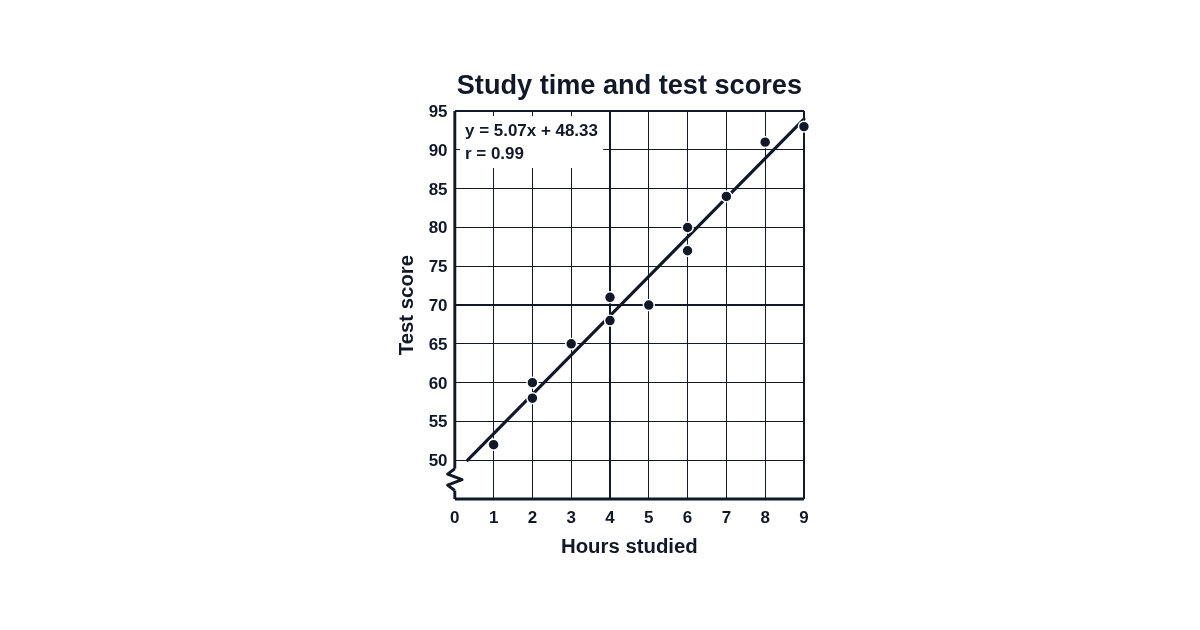 Study time and test scores
y = 5.07x + 48.33
r = 0.99
Test score
95
90
85
80
75
70
65
60
55
50
0 1 2 3 4 5 6 7 8 9
Hours studied